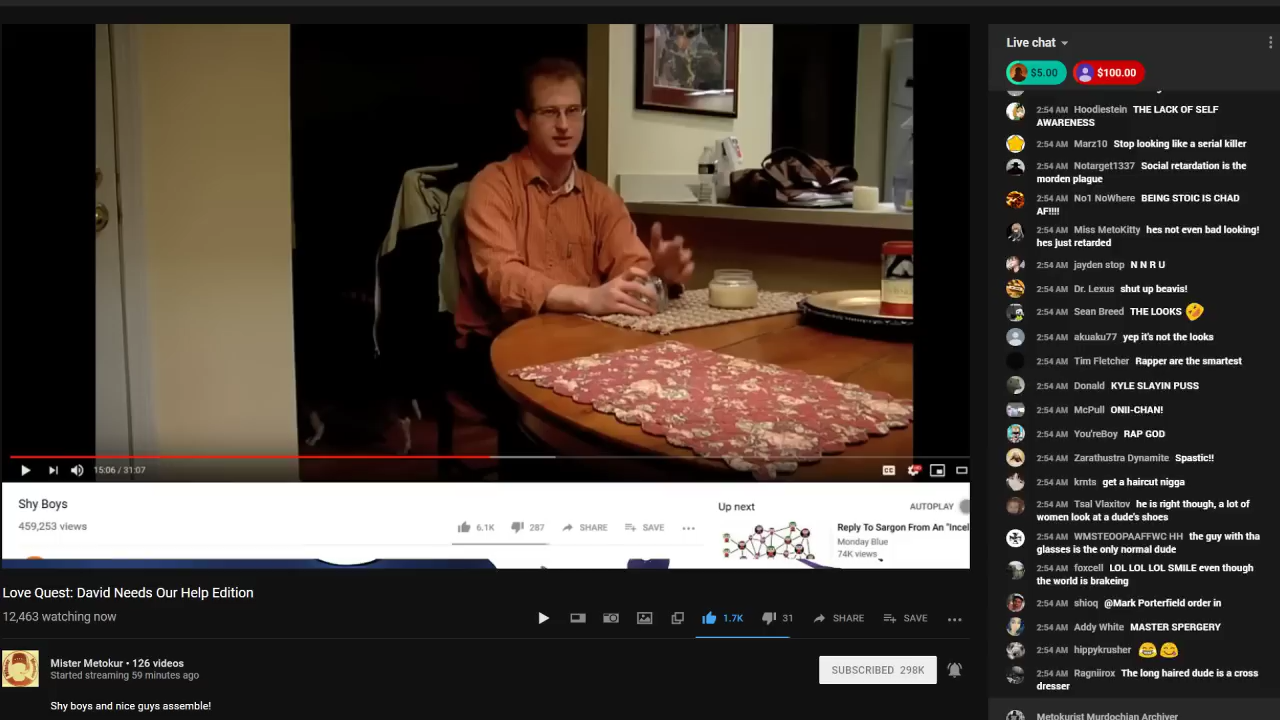 Live chat
$5.00
$100.00
2:54 AM Hoodiestein THE LACK OF SELF
AWARENESS
2:54 AM Marz10 Stop looking like a serial killer
2:54 AM Notarget1337 Social retardation is the
morden plague
2:54 AM No1 NoWhere BEING STOIC IS CHAD
AF!!!!
2:54 AM Miss MetoKitty hes not even bad looking!
hes just retarded
2:54 AM jayden stop N N R U
2:54 AM Dr. Lexus shut up beavis!
2:54 AM Sean Breed THE LOOKS 🤣
2:54 AM akuaku77 yep it's not the looks
2:54 AM Tim Fletcher Rapper are the smartest
2:54 AM Donald KYLE SLAYIN PUSS
2:54 AM McPull ONII-CHAN!
2:54 AM You'reBoy RAP GOD
2:54 AM Zarathustra Dynamite Spastic!!
2:54 AM krnts get a haircut nigga
2:54 AM Tsal Vlaxitov he is right though, a lot of
women look at a dude's shoes
2:54 AM WMSTEOOPAAFFWC HH the guy with tha
glasses is the only normal dude
2:54 AM foxcell LOL LOL LOL SMILE even though
the world is brakeing
2:54 AM shioq @Mark Porterfield order in
2:54 AM Addy White MASTER SPERGERY
2:54 AM hippykrusher 😂😊
2:54 AM Ragniirox The long haired dude is a cross
dresser
Metokurist Murdochian Archiver
15:06 / 31:07
CC
Shy Boys
459,253 views
6.1K
287
SHARE
SAVE
Up next
AUTOPLAY
Reply To Sargon From An "Incel
Monday Blue
74K views
Love Quest: David Needs Our Help Edition
12,463 watching now
1.7K
31
SHARE
SAVE
Mister Metokur • 126 videos
Started streaming 59 minutes ago
SUBSCRIBED 298K
Shy boys and nice guys assemble!